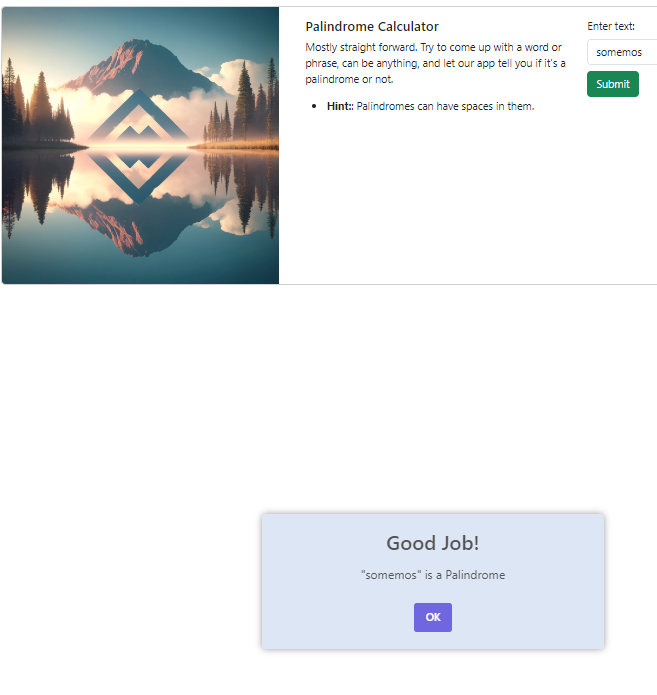 Palindrome Calculator
Mostly straight forward. Try to come up with a word or
phrase, can be anything, and let our app tell you if it's a
palindrome or not.
• Hint:: Palindromes can have spaces in them.
Enter text:
somemos
Submit
Good Job!
"somemos" is a Palindrome
OK